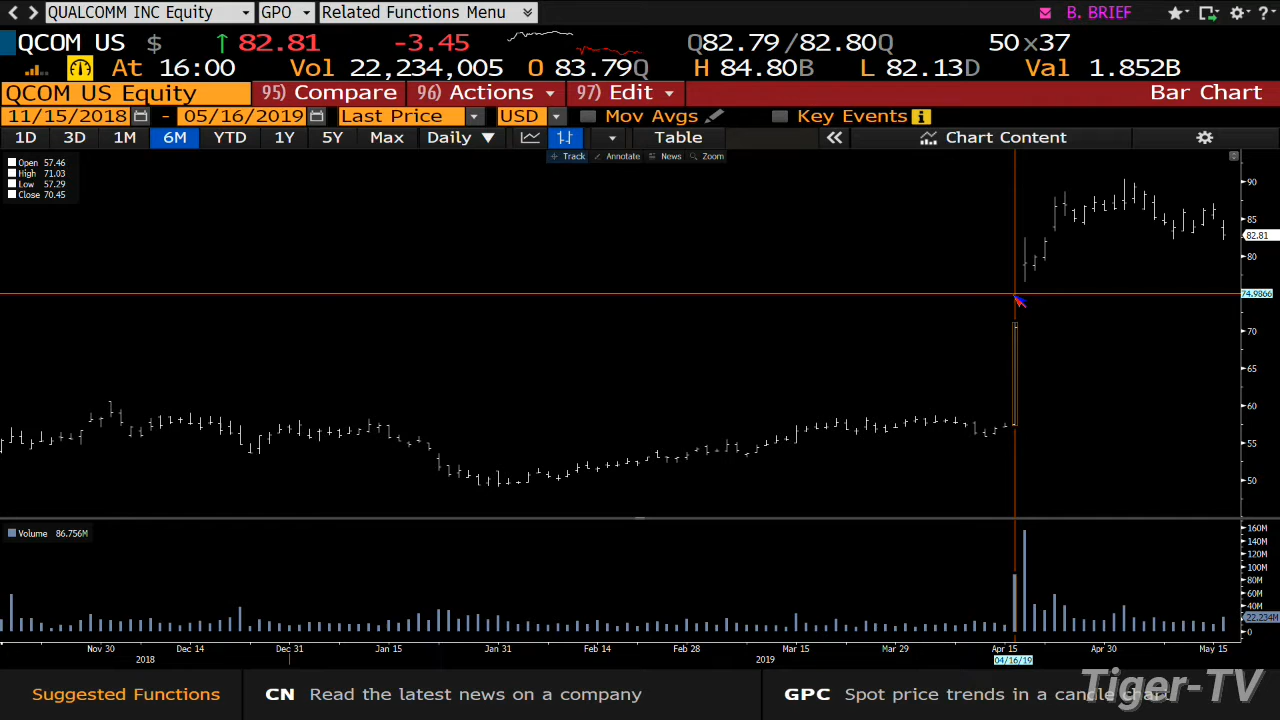 QUALCOMM INC Equity GPO Related Functions Menu B. BRIEF
QCOM US $ ↑ 82.81 -3.45 Q82.79 /82.80Q 50 x37
At 16:00 Vol 22,234,005 O 83.79Q H 84.80B L 82.13D Val 1.852B
QCOM US Equity 95) Compare 96) Actions 97) Edit Bar Chart
11/15/2018 - 05/16/2019 Last Price USD Mov Avgs Key Events
1D 3D 1M 6M YTD 1Y 5Y Max Daily ▼ Table « Chart Content
Track Annotate News Zoom
Open 57.46
High 71.03
Low 57.29
Close 70.45
90
85
82.81
80
74.9866
70
65
60
55
50
Volume 86.756M
160M
140M
120M
100M
80M
60M
40M
22.234M
0
Nov 30 Dec 14 Dec 31 Jan 15 Jan 31 Feb 14 Feb 28 Mar 15 Mar 29 Apr 15 Apr 30 May 15
2018 2019 04/16/19
Suggested Functions CN Read the latest news on a company GPC Spot price trends in a candle chart
Tiger-TV